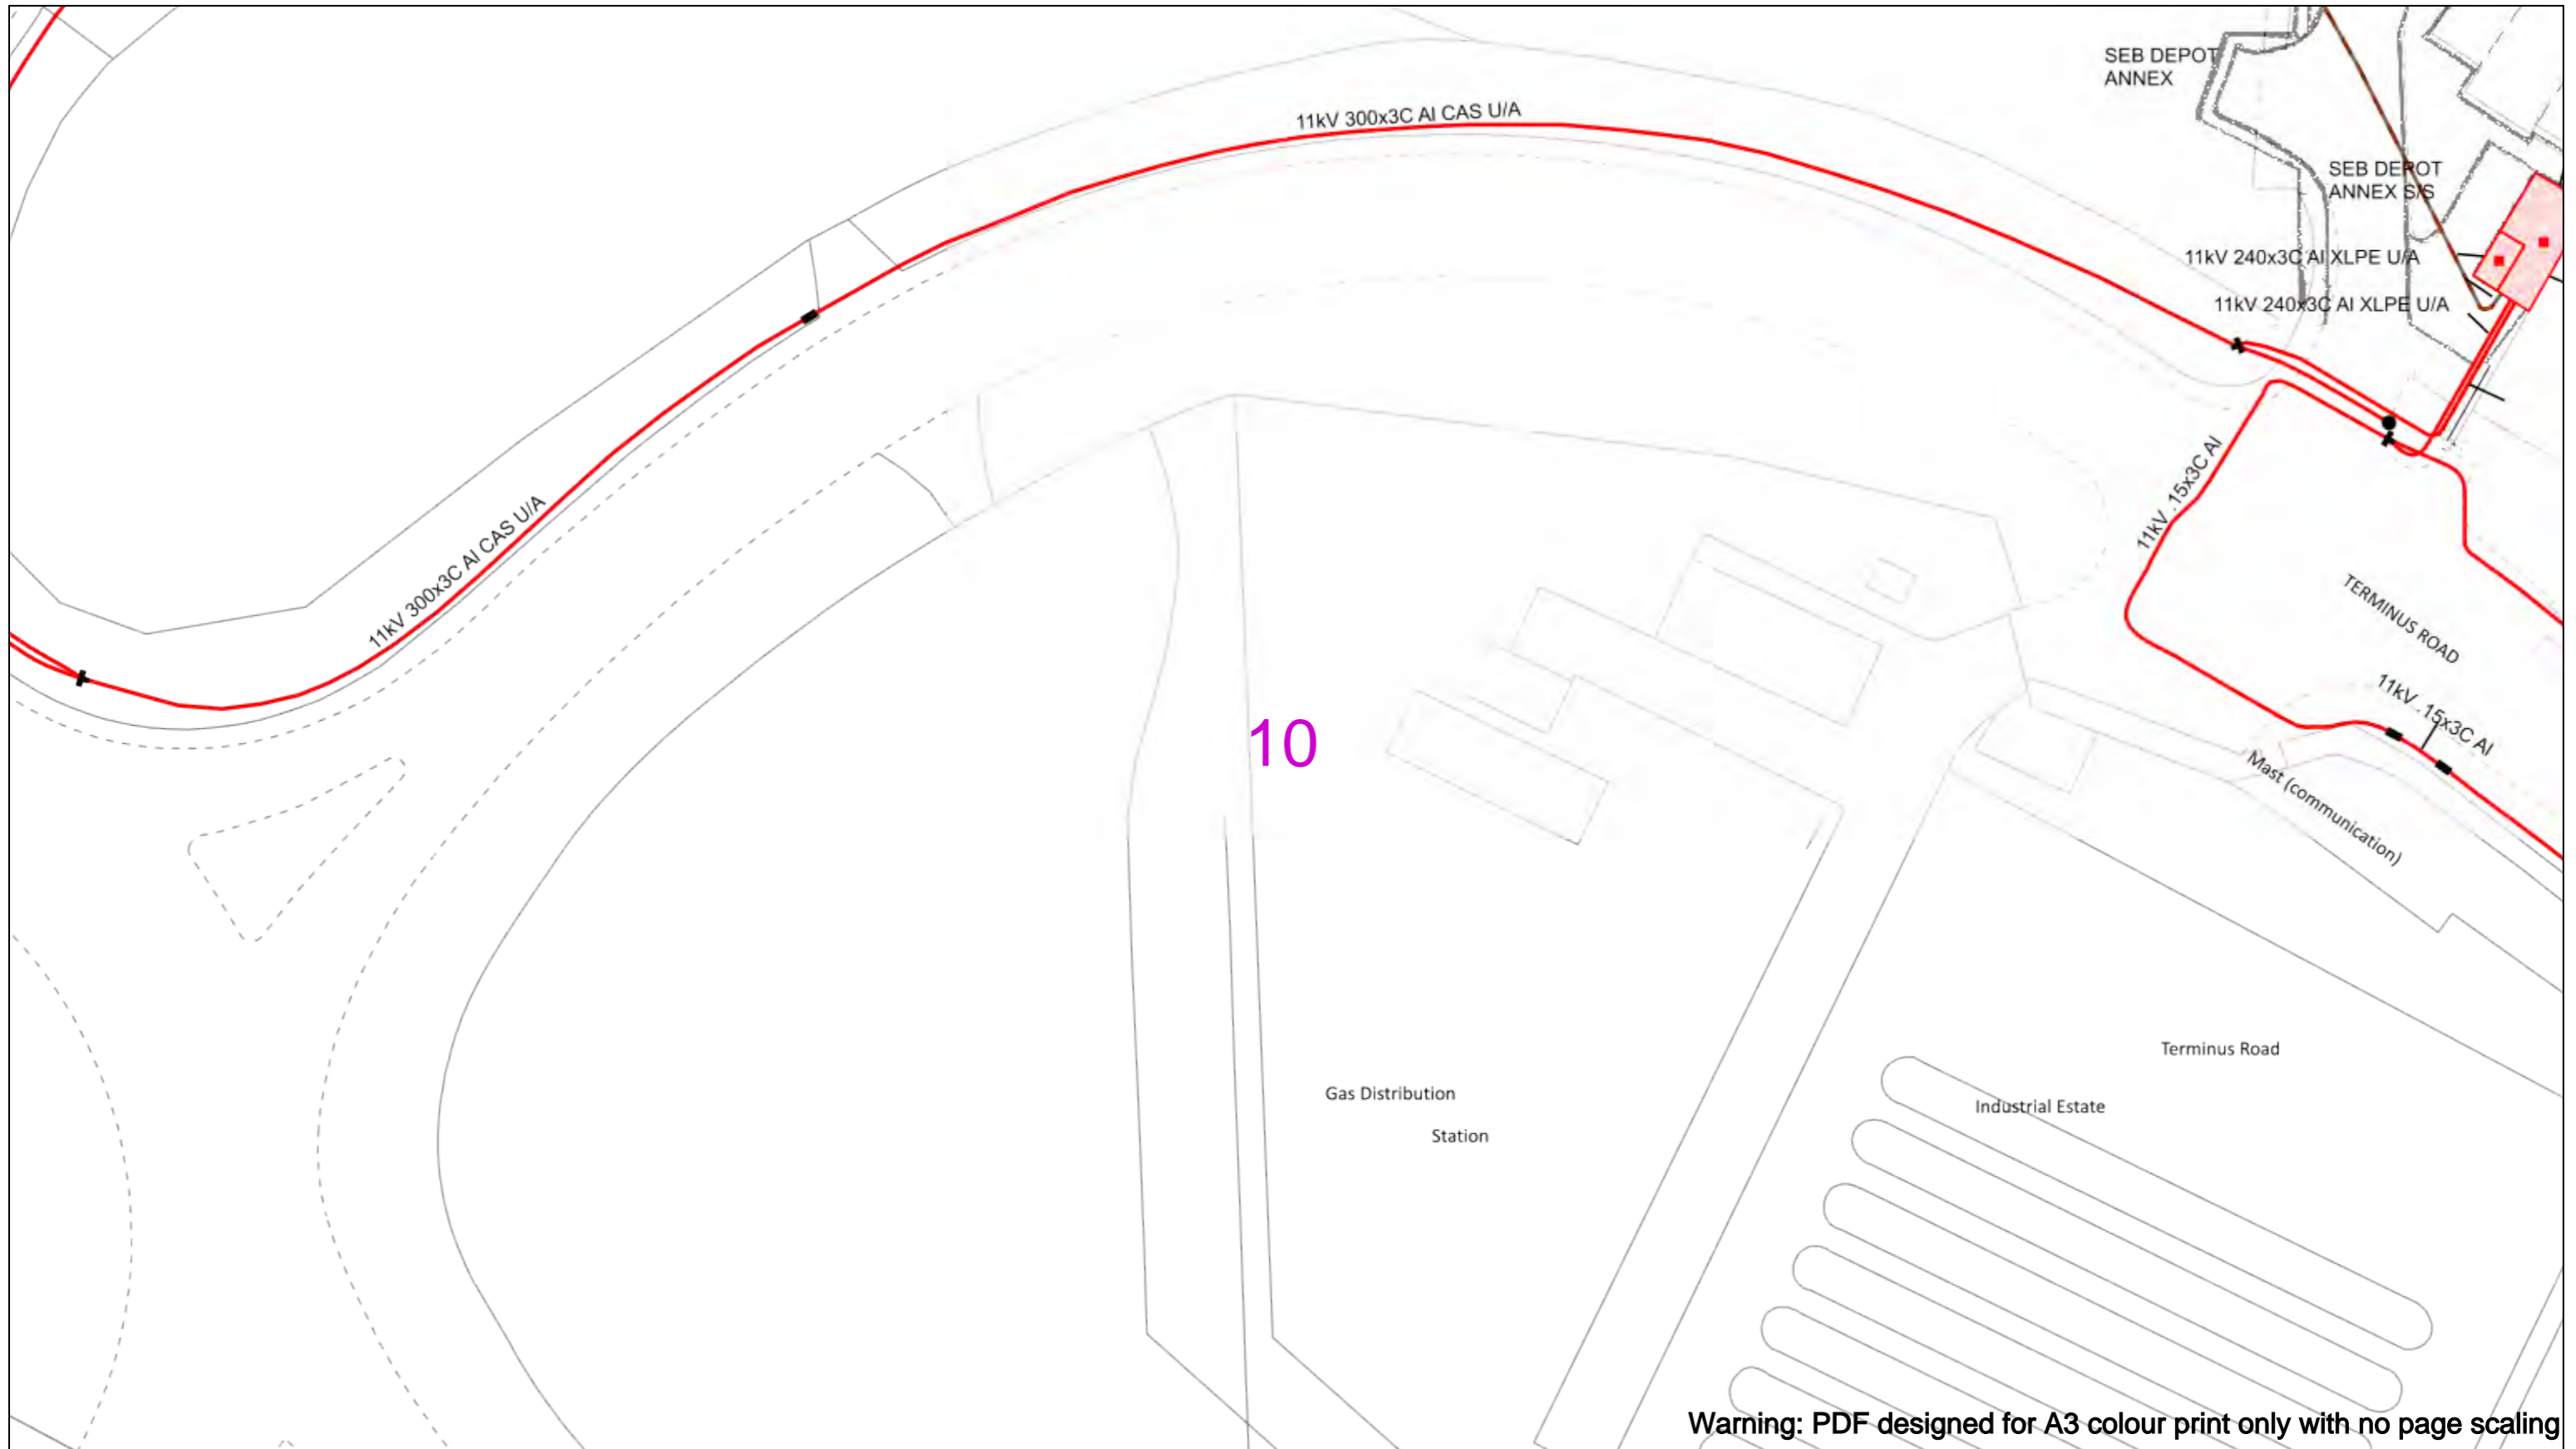 SEB DEPOT
ANNEX
11kV 300x3C Al CAS U/A
SEB DEPOT
ANNEX S/S
11kV 240x3C Al XLPE U/A
11kV 240x3C Al XLPE U/A
11kV .15x3C Al
11kV 300x3C Al CAS U/A
TERMINUS ROAD
11kV .15x3C Al
10
Mast (communication)
Terminus Road
Gas Distribution
Industrial Estate
Station
Warning: PDF designed for A3 colour print only with no page scaling